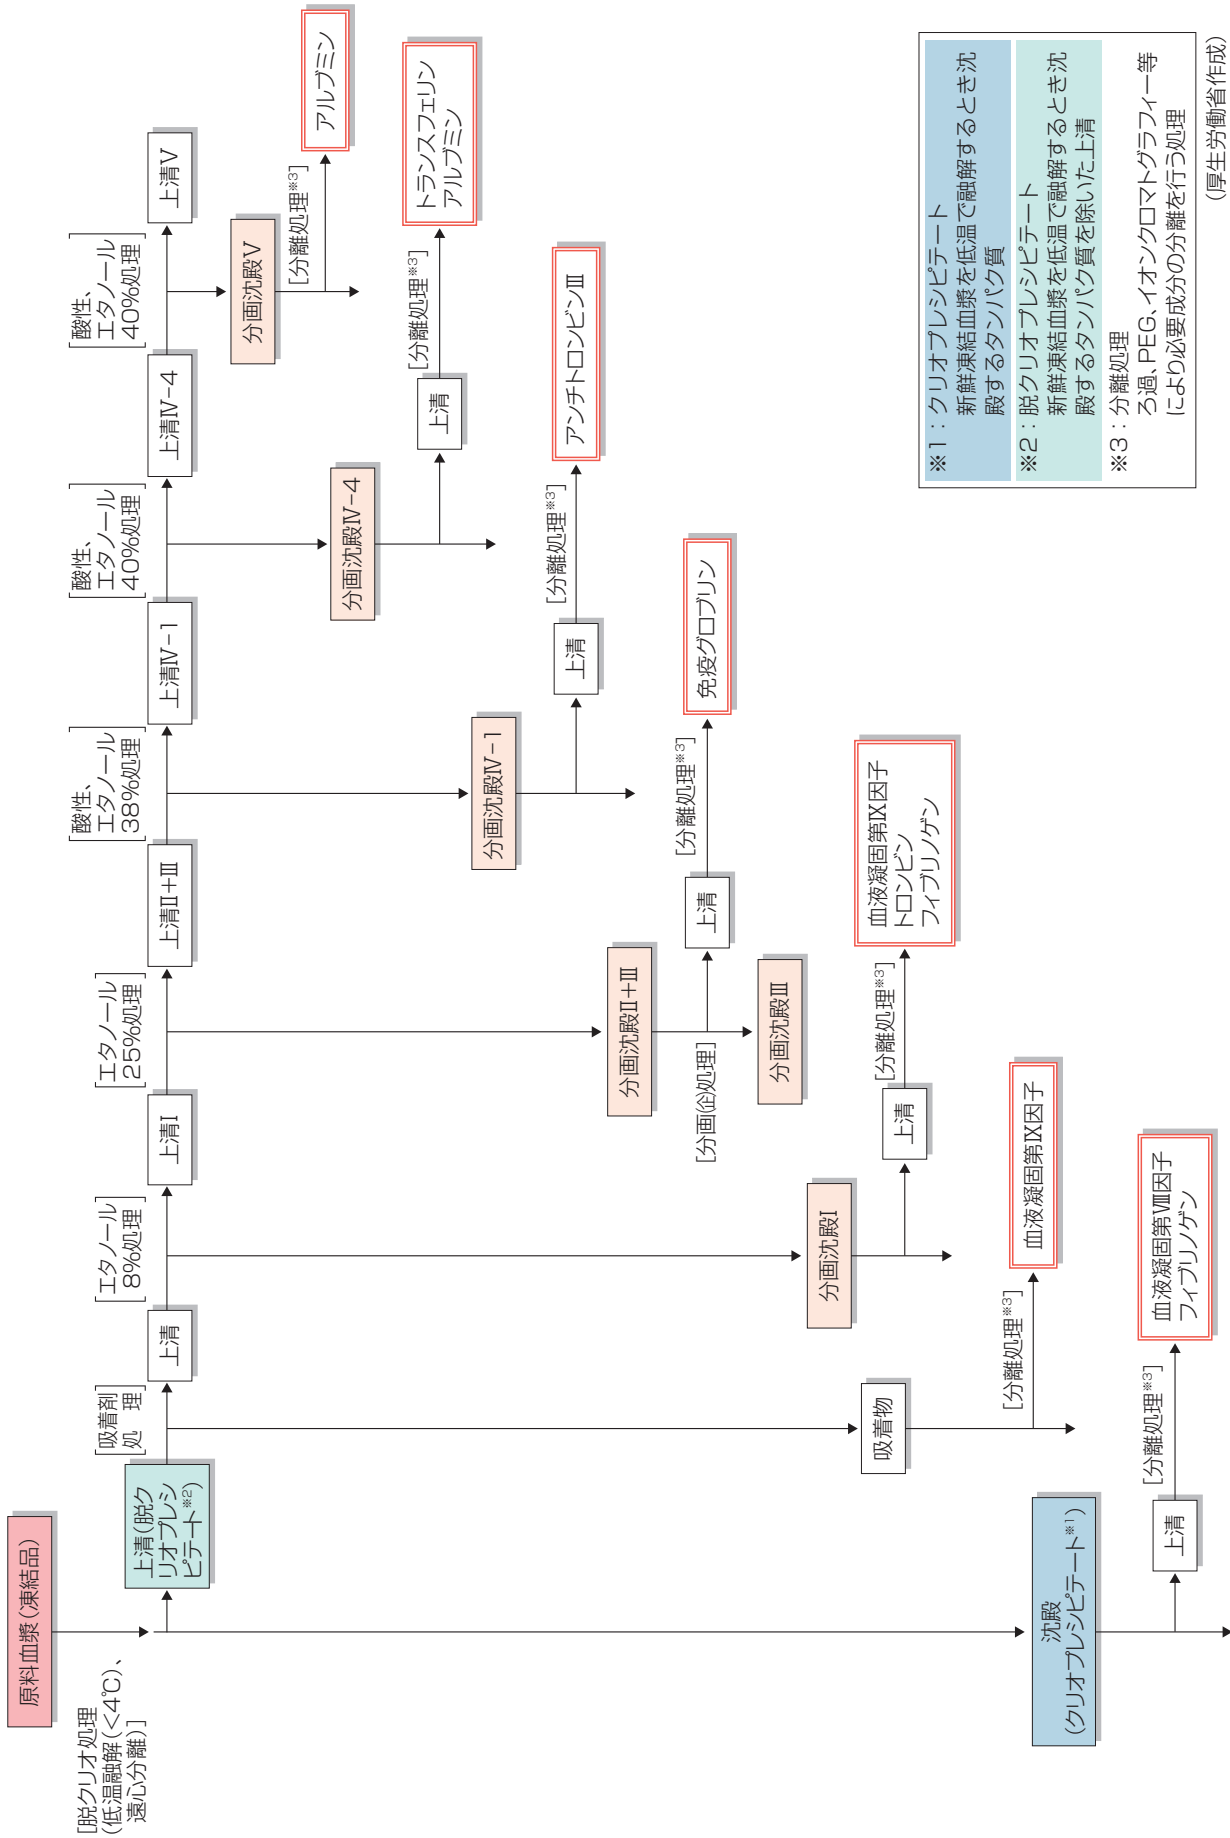 原料血漿(凍結品)
[脱クリオ処理
(低温融解(<4℃)、
遠心分離)]
上清(脱ク
リオプレシ
ピテート※2)
[吸着剤
処 理]
上清
[エタノール
8%処理]
上清Ⅰ
[エタノール
25%処理]
上清Ⅱ+Ⅲ
[酸性、
エタノール
38%処理]
上清Ⅳ-1
[酸性、
エタノール
40%処理]
上清Ⅳ-4
[酸性、
エタノール
40%処理]
上清Ⅴ
分画沈殿Ⅴ
[分離処理※3]
アルブミン
分画沈殿Ⅳ-4
上清
[分離処理※3]
トランスフェリン
アルブミン
分画沈殿Ⅳ-1
上清
[分離処理※3]
アンチトロンビンⅢ
分画沈殿Ⅱ+Ⅲ
[分画(企)処理]
上清
[分離処理※3]
免疫グロブリン
分画沈殿Ⅲ
分画沈殿Ⅰ
上清
[分離処理※3]
血液凝固第Ⅸ因子
トロンビン
フィブリノゲン
吸着物
[分離処理※3]
血液凝固第Ⅸ因子
沈殿
(クリオプレシピテート※1)
上清
[分離処理※3]
血液凝固第Ⅷ因子
フィブリノゲン
※1:クリオプレシピテート
新鮮凍結血漿を低温で融解するとき沈
殿するタンパク質
※2:脱クリオプレシピテート
新鮮凍結血漿を低温で融解するとき沈
殿するタンパク質を除いた上清
※3:分離処理
ろ過、PEG、イオンクロマトグラフィー等
により必要成分の分離を行う処理
(厚生労働省作成)